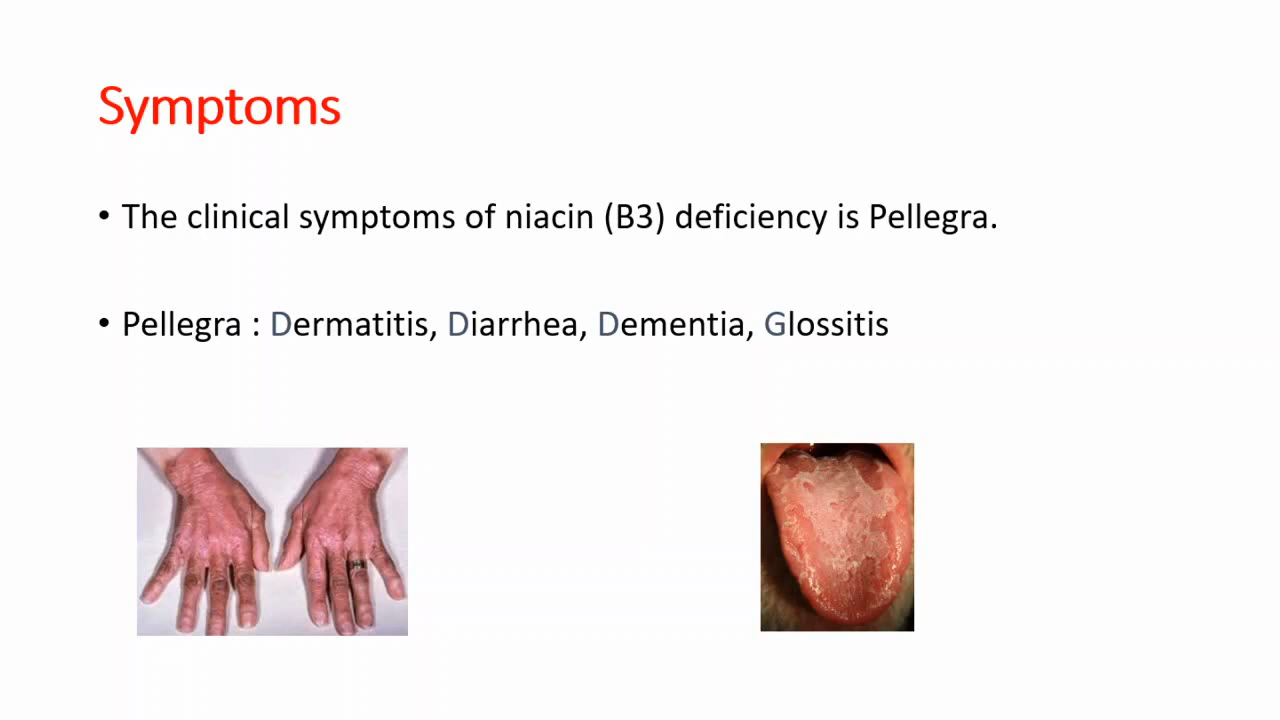 Symptoms
• The clinical symptoms of niacin (B3) deficiency is Pellegra.
• Pellegra : Dermatitis, Diarrhea, Dementia, Glossitis